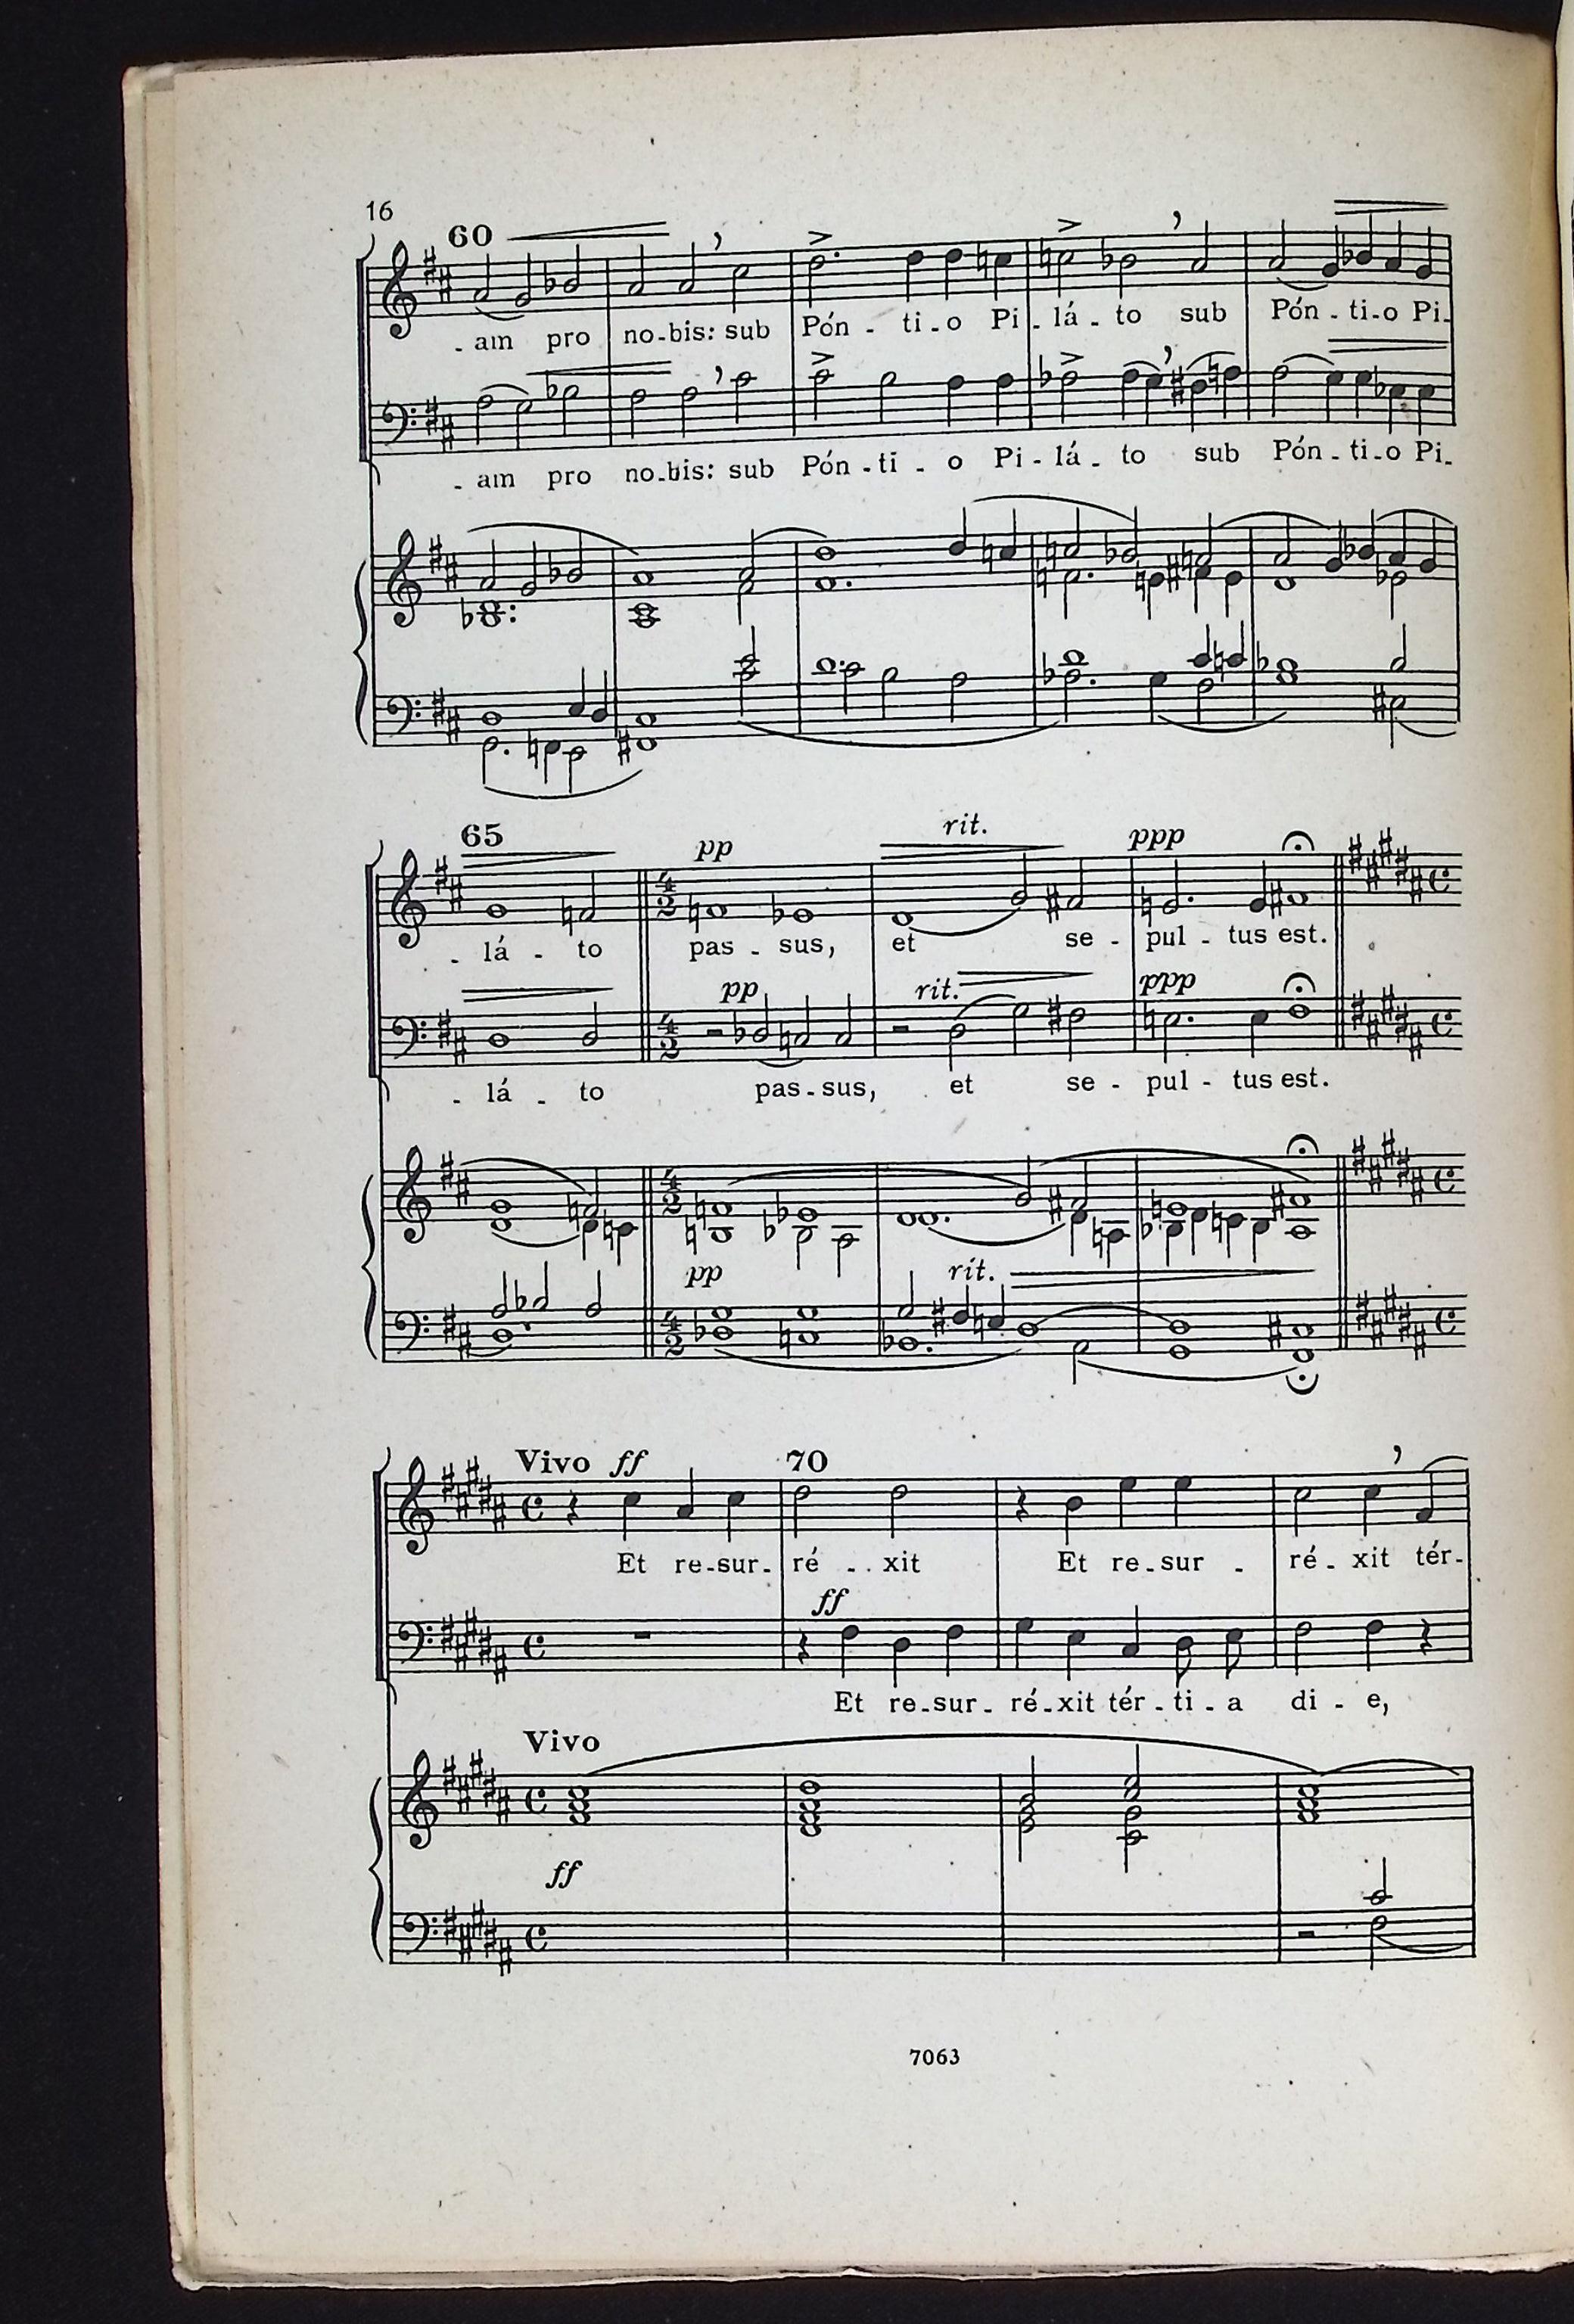 16
60
- am pro no-bis: sub Pón - ti-o Pi - lá - to sub Pón - ti-o Pi-
- am pro no-bis: sub Pón - ti - o Pi - lá - to sub Pón - ti-o Pi-
65 pp rit. ppp
- lá - to pas - sus, et se - pul - tus est.
pp rit. ppp
- lá - to pas - sus, et se - pul - tus est.
pp rit.
Vivo ff 70
Et re-sur- ré - - xit Et re-sur - ré - xit tér-
ff
Et re-sur- ré-xit tér-ti-a di - e,
Vivo
ff
7063